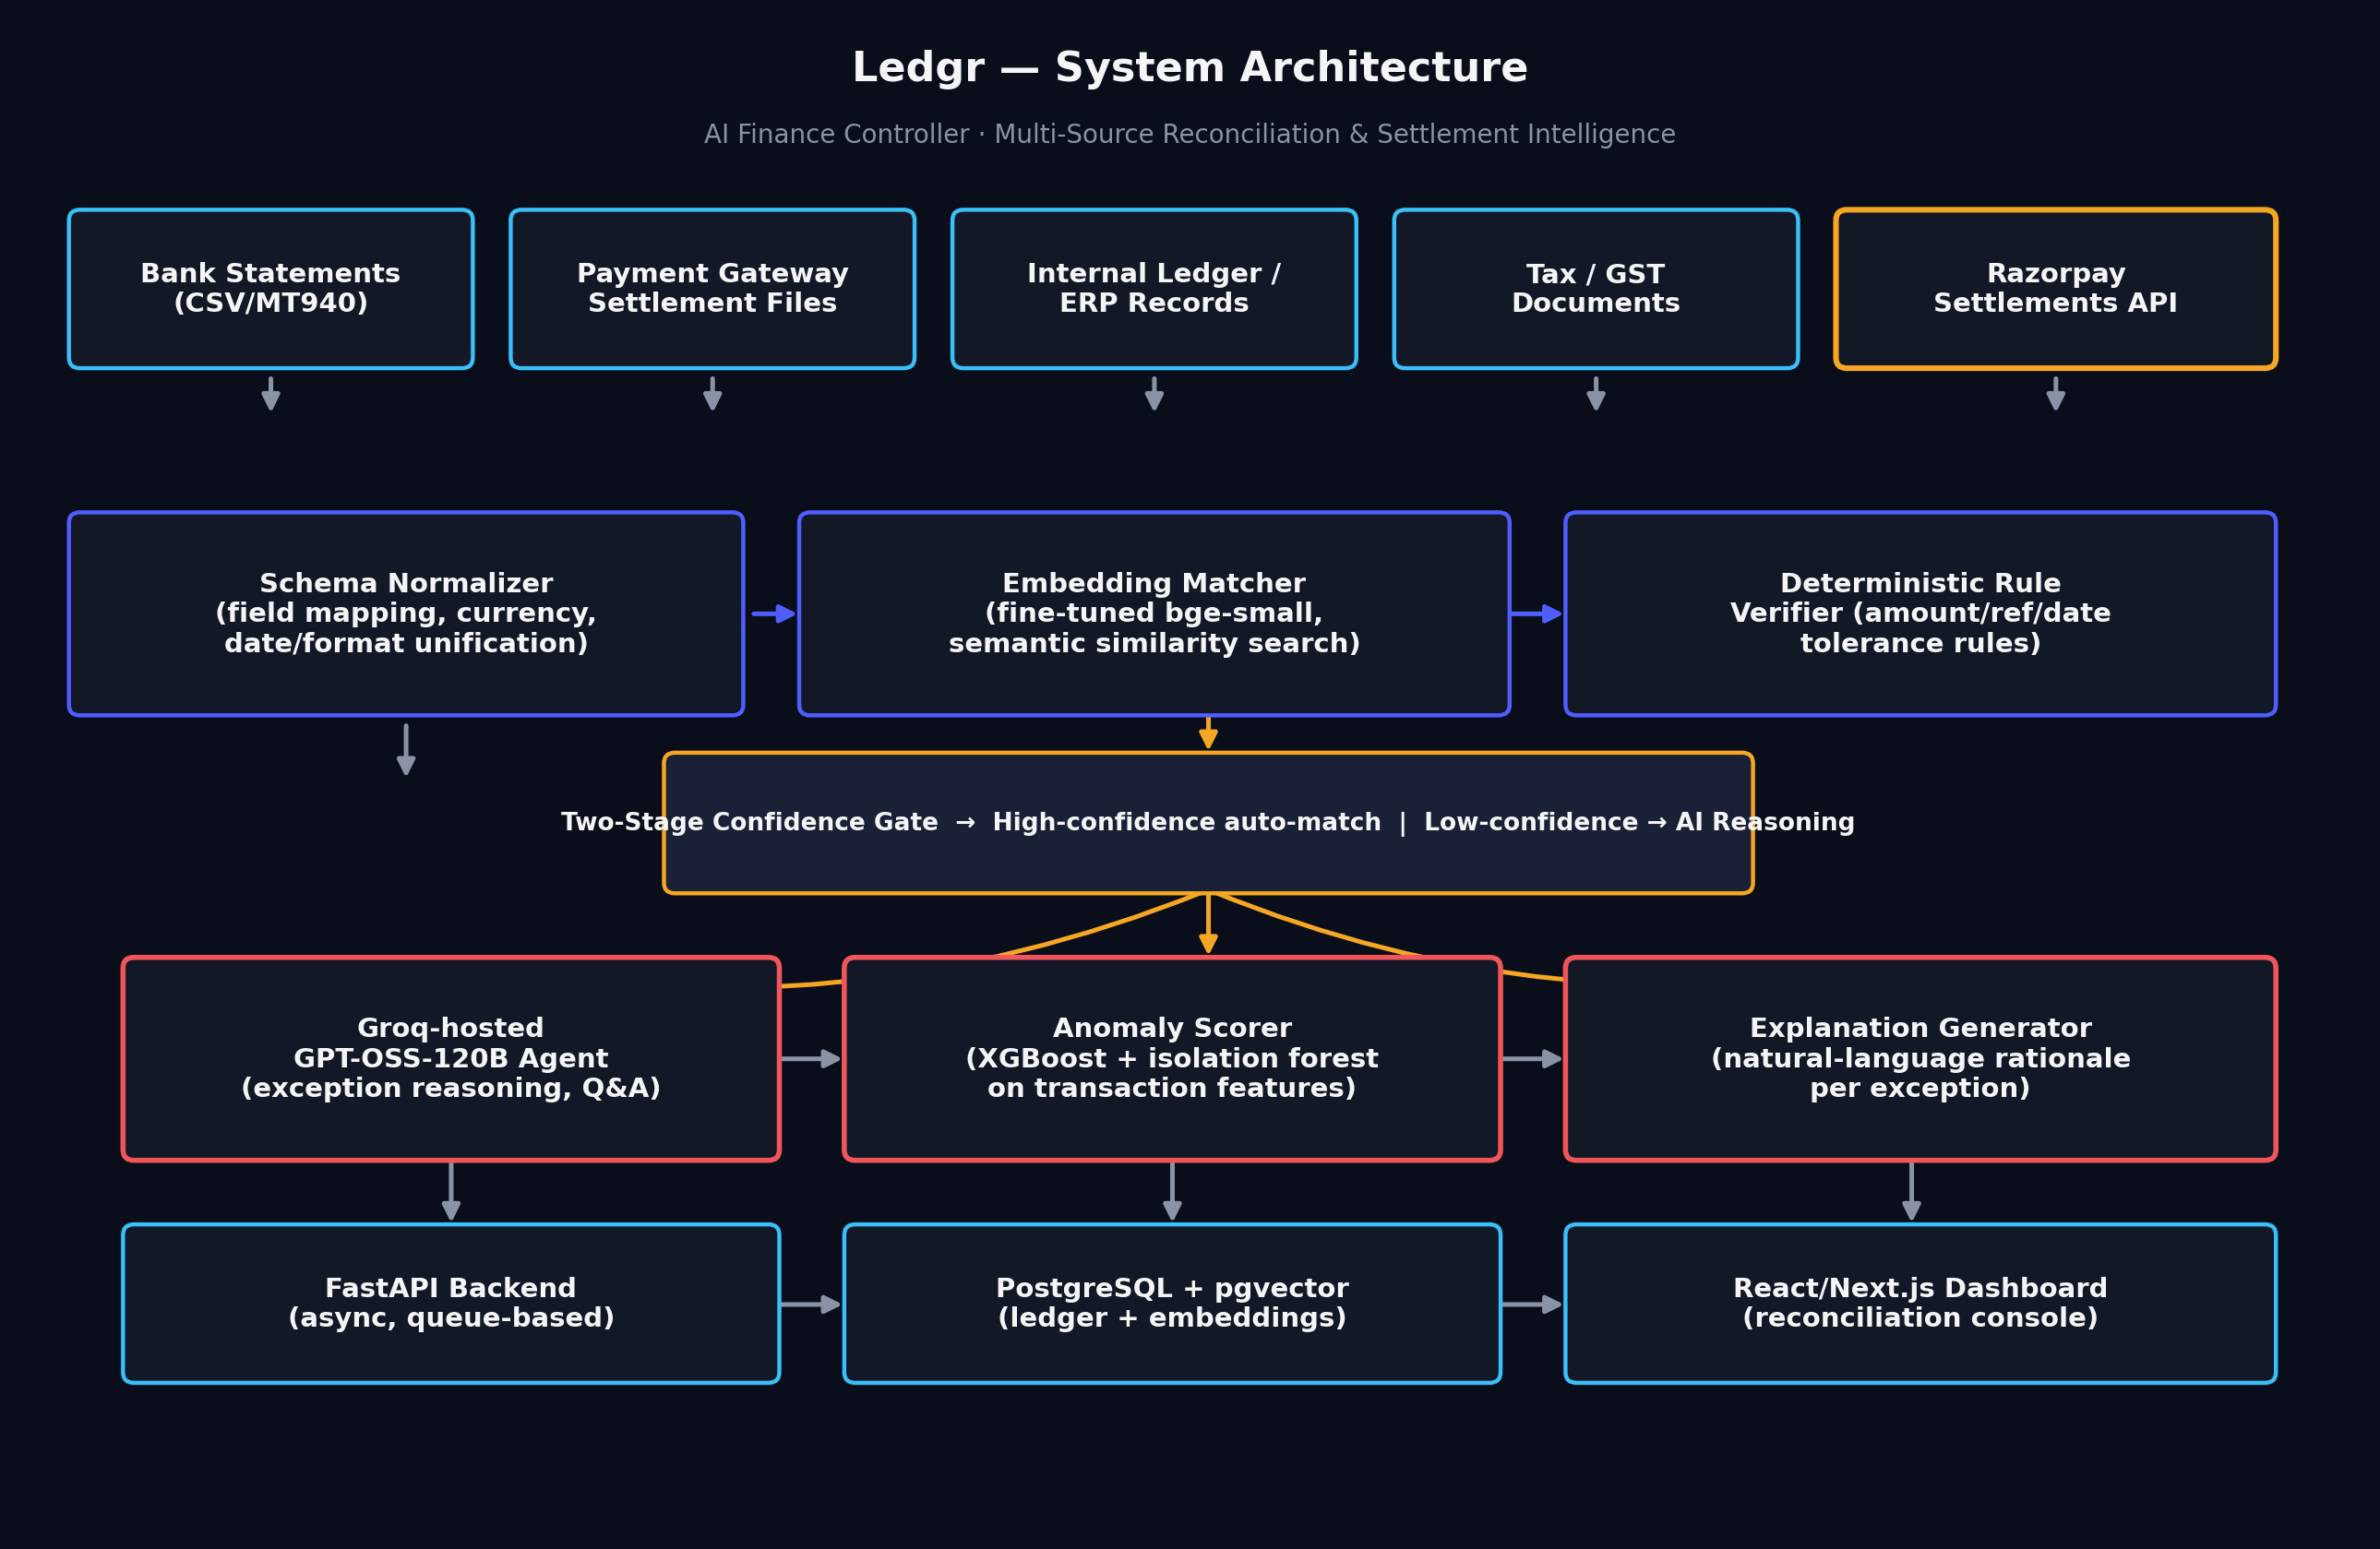 Ledgr — System Architecture
AI Finance Controller · Multi-Source Reconciliation & Settlement Intelligence
Bank Statements
(CSV/MT940)
Payment Gateway
Settlement Files
Internal Ledger /
ERP Records
Tax / GST
Documents
Razorpay
Settlements API
Schema Normalizer
(field mapping, currency,
date/format unification)
Embedding Matcher
(fine-tuned bge-small,
semantic similarity search)
Deterministic Rule
Verifier (amount/ref/date
tolerance rules)
Two-Stage Confidence Gate → High-confidence auto-match | Low-confidence → AI Reasoning
Groq-hosted
GPT-OSS-120B Agent
(exception reasoning, Q&A)
Anomaly Scorer
(XGBoost + isolation forest
on transaction features)
Explanation Generator
(natural-language rationale
per exception)
FastAPI Backend
(async, queue-based)
PostgreSQL + pgvector
(ledger + embeddings)
React/Next.js Dashboard
(reconciliation console)